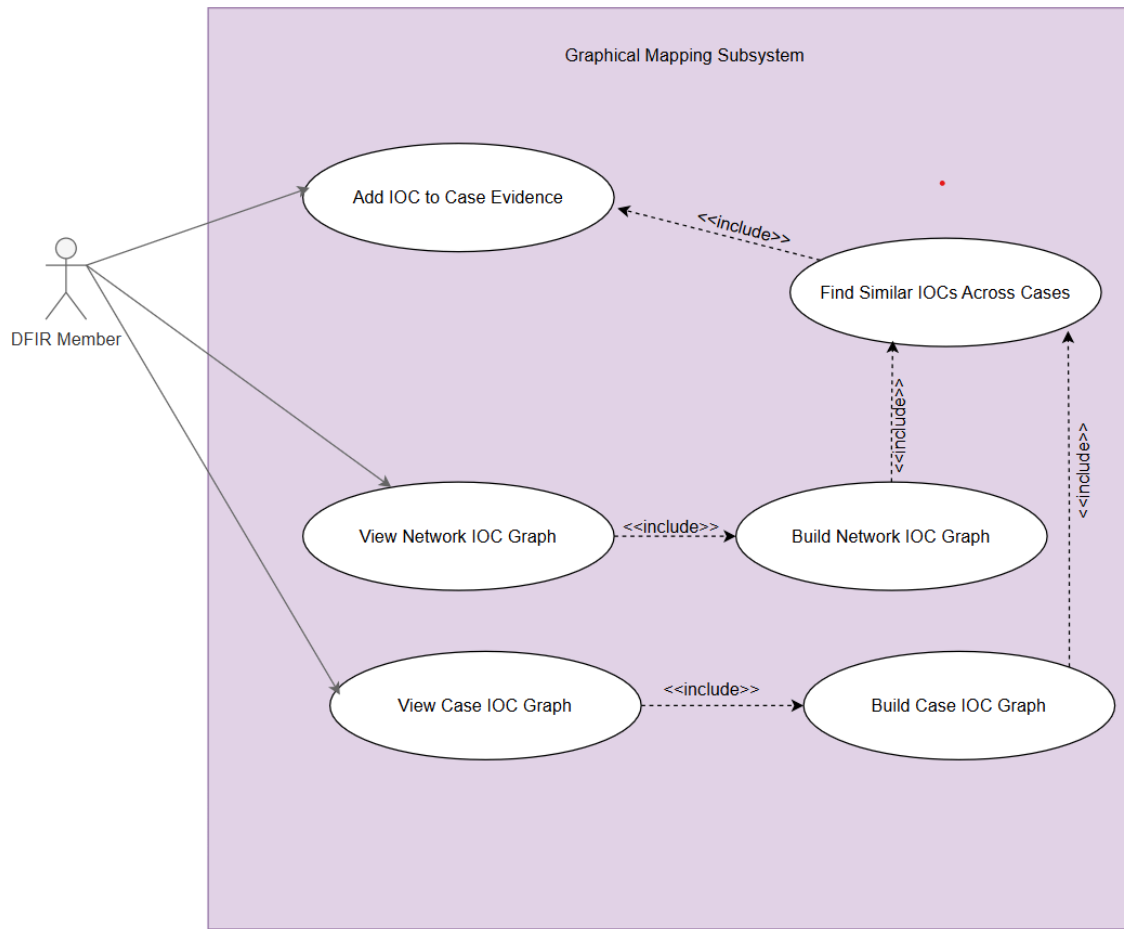 Graphical Mapping Subsystem
Add IOC to Case Evidence
<<include>>
Find Similar IOCs Across Cases
DFIR Member
<<include>>
<<include>>
View Network IOC Graph
<<include>>
Build Network IOC Graph
View Case IOC Graph
<<include>>
Build Case IOC Graph